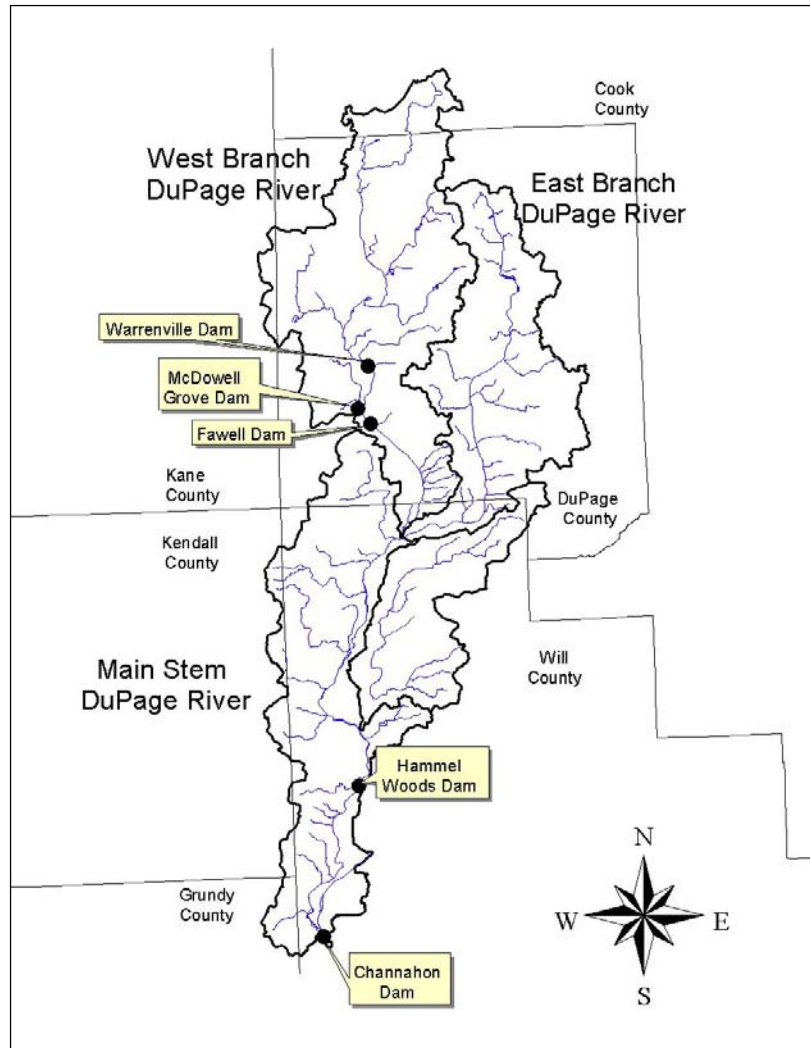 Cook
County
West Branch
DuPage River
East Branch
DuPage River
Warrenville Dam
McDowell
Grove Dam
Fawell Dam
Kane
County
DuPage
County
Kendall
County
Will
County
Main Stem
DuPage River
Hammel
Woods Dam
N
W
E
S
Grundy
County
Channahon
Dam